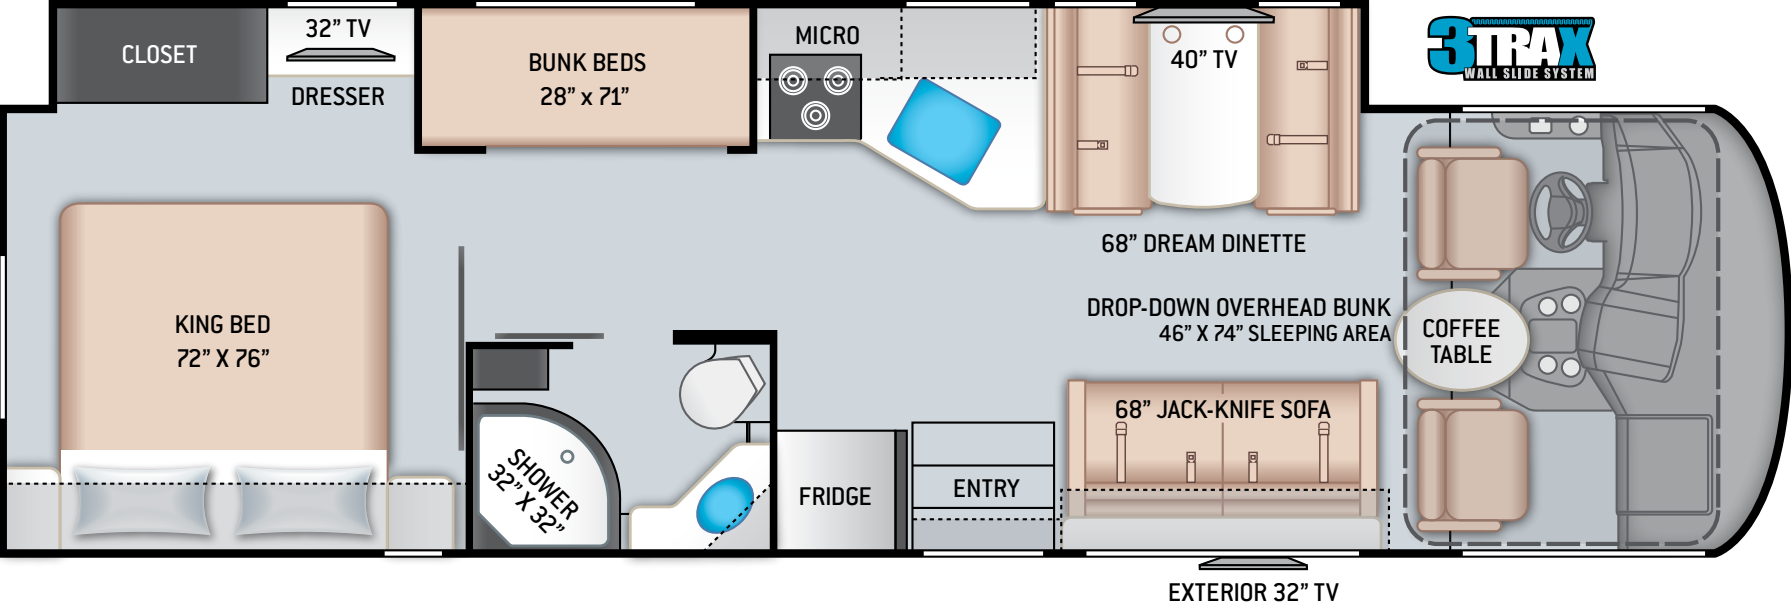 CLOSET
32” TV
DRESSER
BUNK BEDS
28” x 71”
MICRO
40” TV
3TRAX
WALL SLIDE SYSTEM
68” DREAM DINETTE
DROP-DOWN OVERHEAD BUNK
46” X 74” SLEEPING AREA
COFFEE
TABLE
KING BED
72” X 76”
68” JACK-KNIFE SOFA
SHOWER
32” X 32”
FRIDGE
ENTRY
EXTERIOR 32” TV